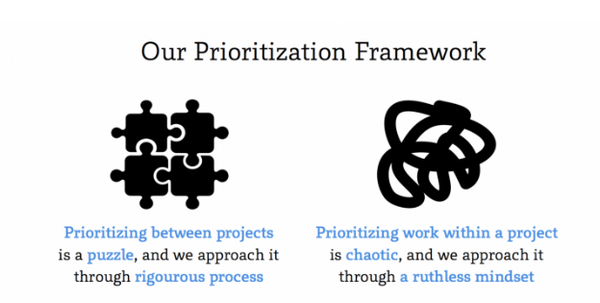 Our Prioritization Framework
Prioritizing between projects
is a puzzle, and we approach it
through rigourous process
Prioritizing work within a project
is chaotic, and we approach it
through a ruthless mindset